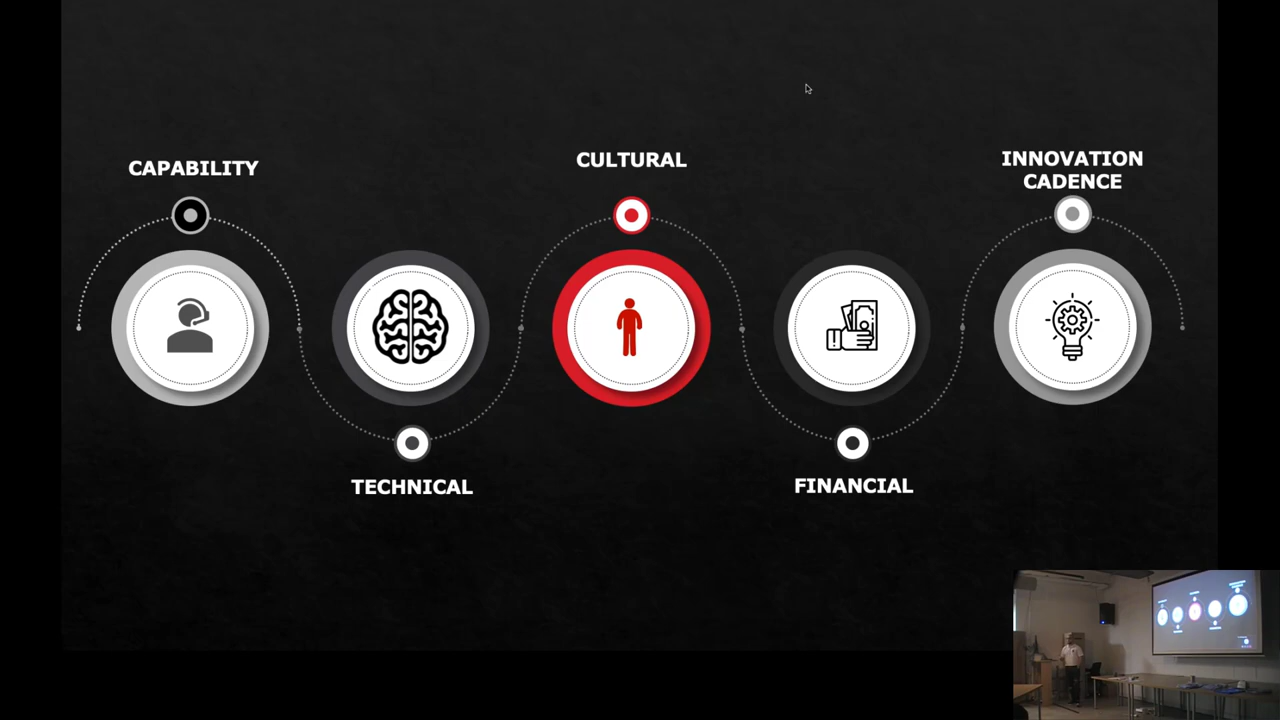 CAPABILITY
TECHNICAL
CULTURAL
FINANCIAL
INNOVATION
CADENCE